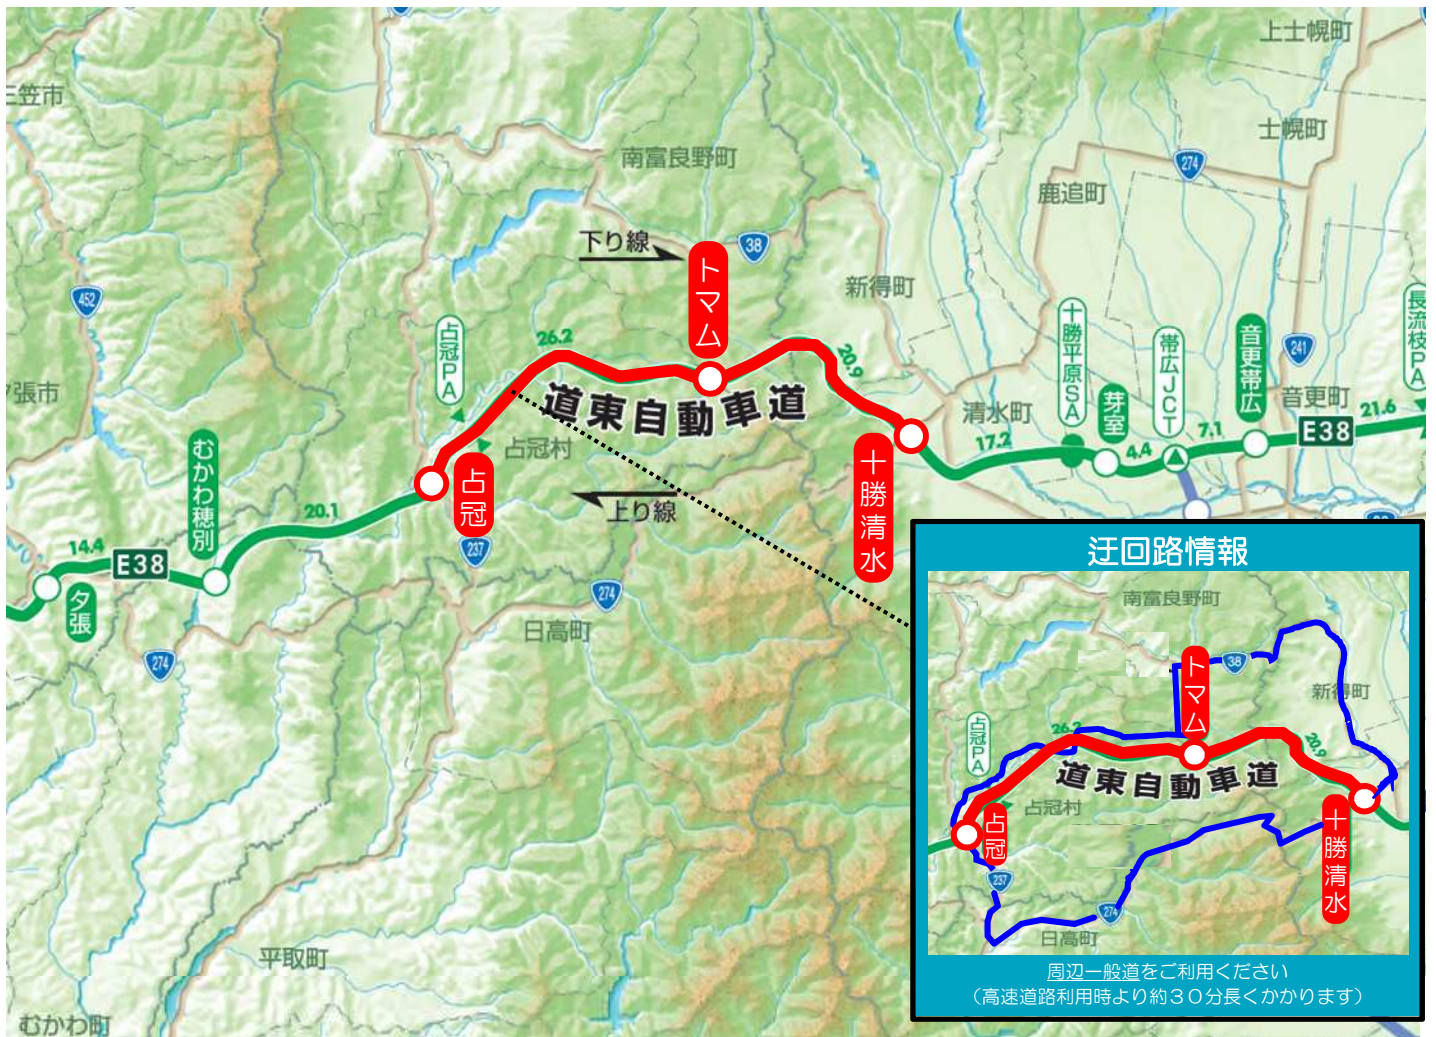 上士幌町
三笠市
士幌町
南富良野町
274
鹿追町
下り線
38
トマム
新得町
452
占冠PA
26.2
20.9
十勝平原SA
帯広JCT
音更帯広
241
長流枝PA
夕張市
道東自動車道
清水町
芽室
音更町
21.6
E38
7.1
4.4
17.2
むかわ穂別
占冠村
占冠
十勝清水
上り線
20.1
237
14.4
E38
夕張
274
日高町
274
平取町
むかわ町
迂回路情報
南富良野町
38
トマム
新得町
占冠PA
26.2
20.9
道東自動車道
占冠村
占冠
十勝清水
237
274
日高町
周辺一般道をご利用ください
（高速道路利用時より約３０分長くかかります）